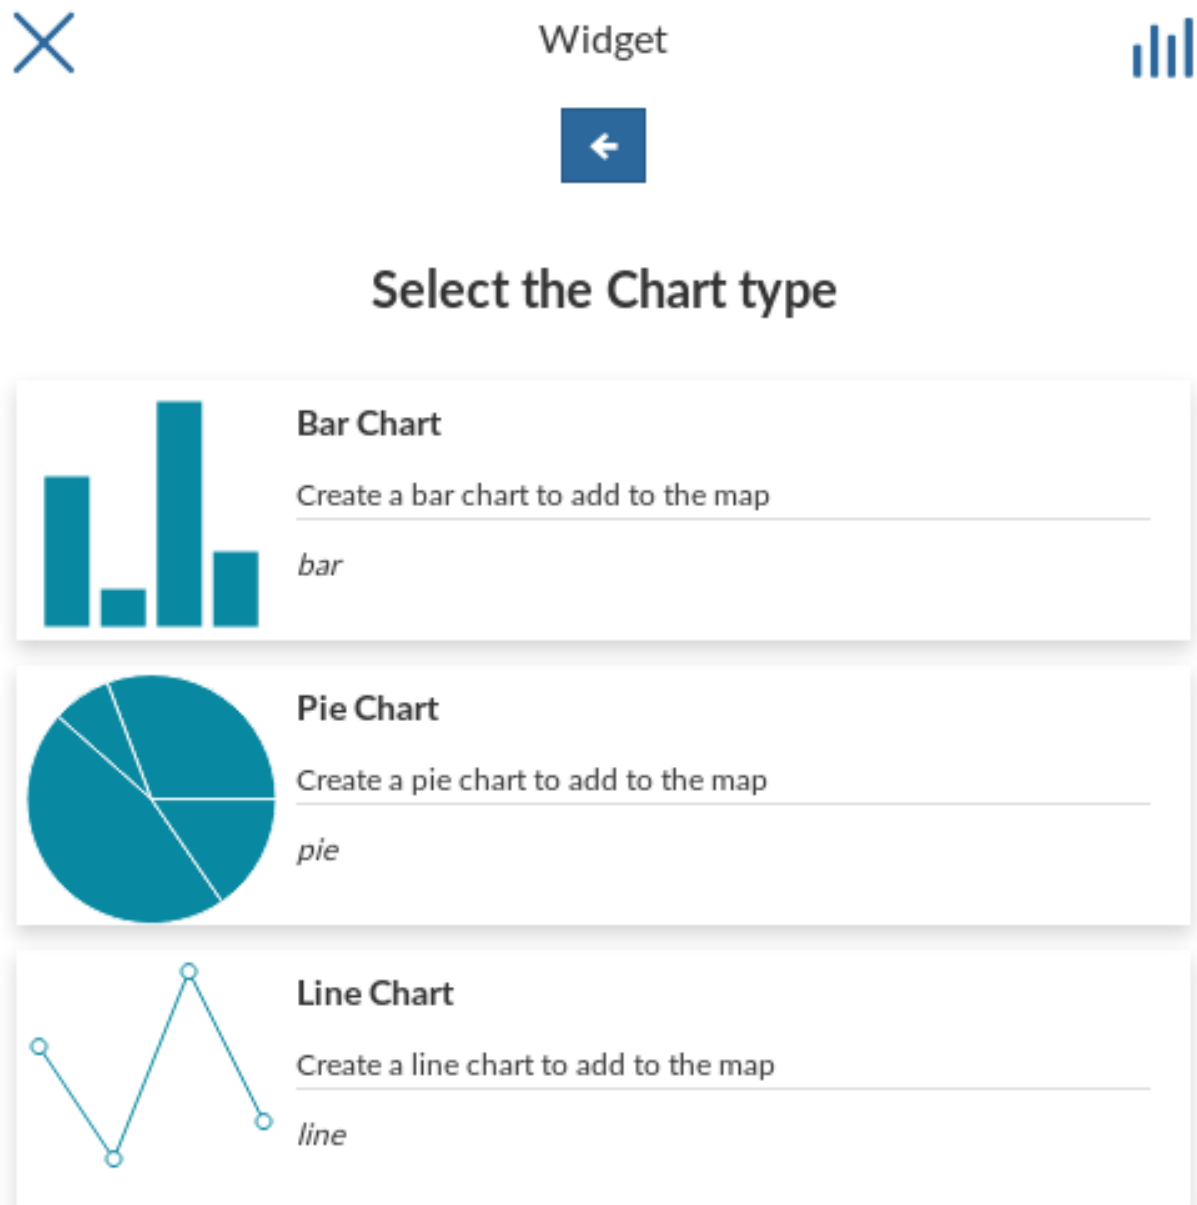 Widget
Select the Chart type
Bar Chart
Create a bar chart to add to the map
bar
Pie Chart
Create a pie chart to add to the map
pie
Line Chart
Create a line chart to add to the map
line